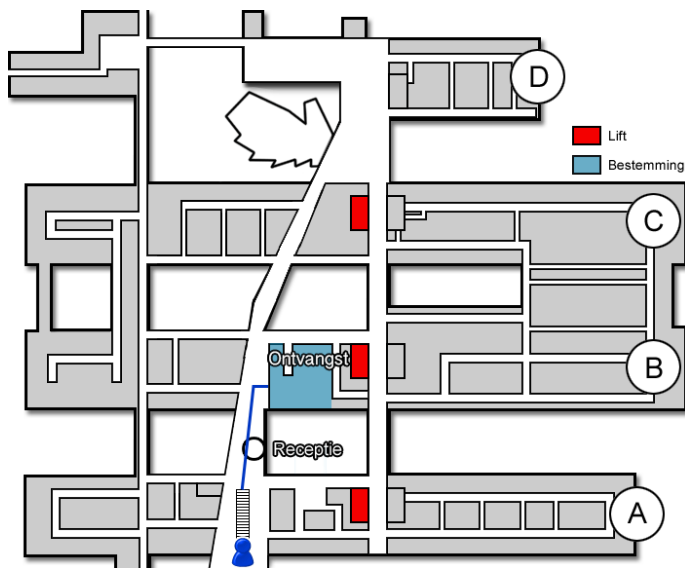 D
Lift
Bestemming
C
Ontvangst
B
Receptie
A